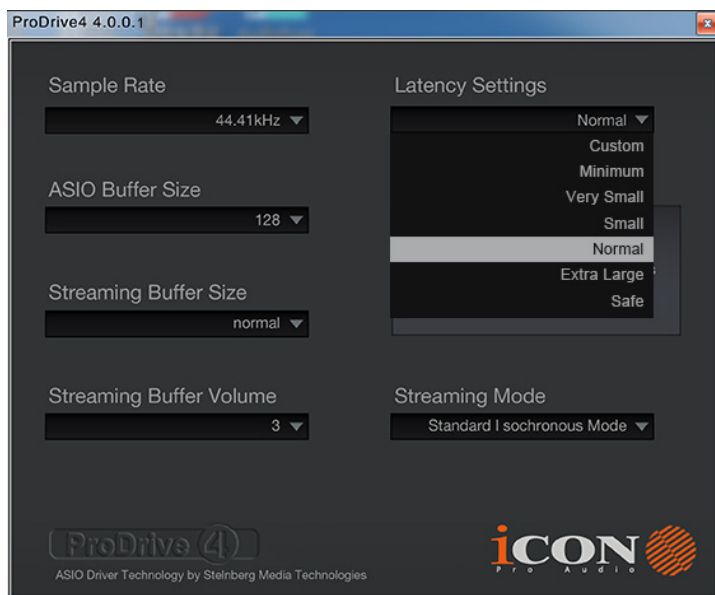 ProDrive4 4.0.0.1
Sample Rate
44.41kHz
ASIO Buffer Size
128
Streaming Buffer Size
normal
Streaming Buffer Volume
3
Latency Settings
Normal
Custom
Minimum
Very Small
Small
Normal
Extra Large
Safe
Streaming Mode
Standard I sochronous Mode
ProDrive 4
ASIO Driver Technology by Steinberg Media Technologies
iCON
Pro Audio